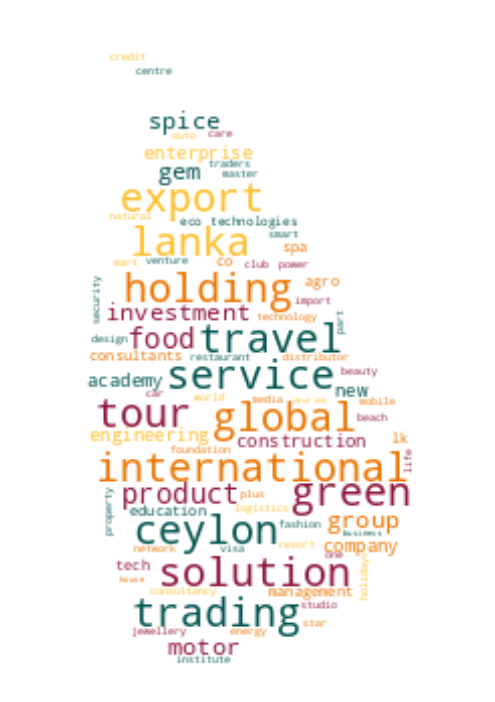 credit
centre
spice
auto care
enterprise
traders
gem master
export
natural
eco technologies
lanka smart
spa
mart venture co club power
holding agro
security
import
investment technology
part
design food travel
consultants restaurant distributor
academy service beauty
car new
world media mobile
tour global beach
engineering construction lk
foundation
international life
product plus green
property
education logistics
ceylon fashion group
business
network visa resort company
one
tech solution holidays
house
consultancy management
trading studio
star
jewellery energy
motor
institute